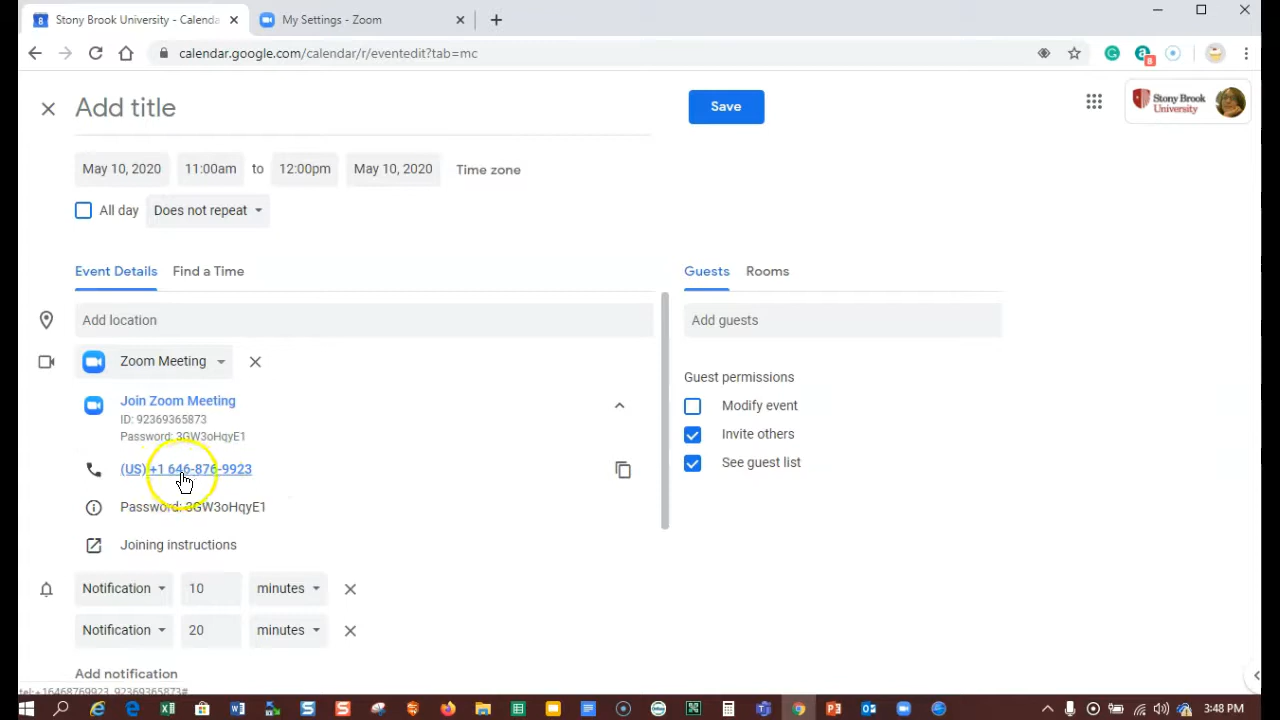 Stony Brook University - Calenda
My Settings - Zoom
calendar.google.com/calendar/r/eventedit?tab=mc
8
Add title
Save
Stony Brook
University
May 10, 2020
11:00am
to
12:00pm
May 10, 2020
Time zone
All day
Does not repeat
Event Details
Find a Time
Guests
Rooms
Add location
Add guests
Zoom Meeting
Guest permissions
Join Zoom Meeting
ID: 92369365873
Password: 3GW3oHqyE1
Modify event
Invite others
(US) +1 646-876-9923
See guest list
Password: 3GW3oHqyE1
Joining instructions
Notification
10
minutes
Notification
20
minutes
Add notification
tel:+16468769923,,92369365873#
3:48 PM